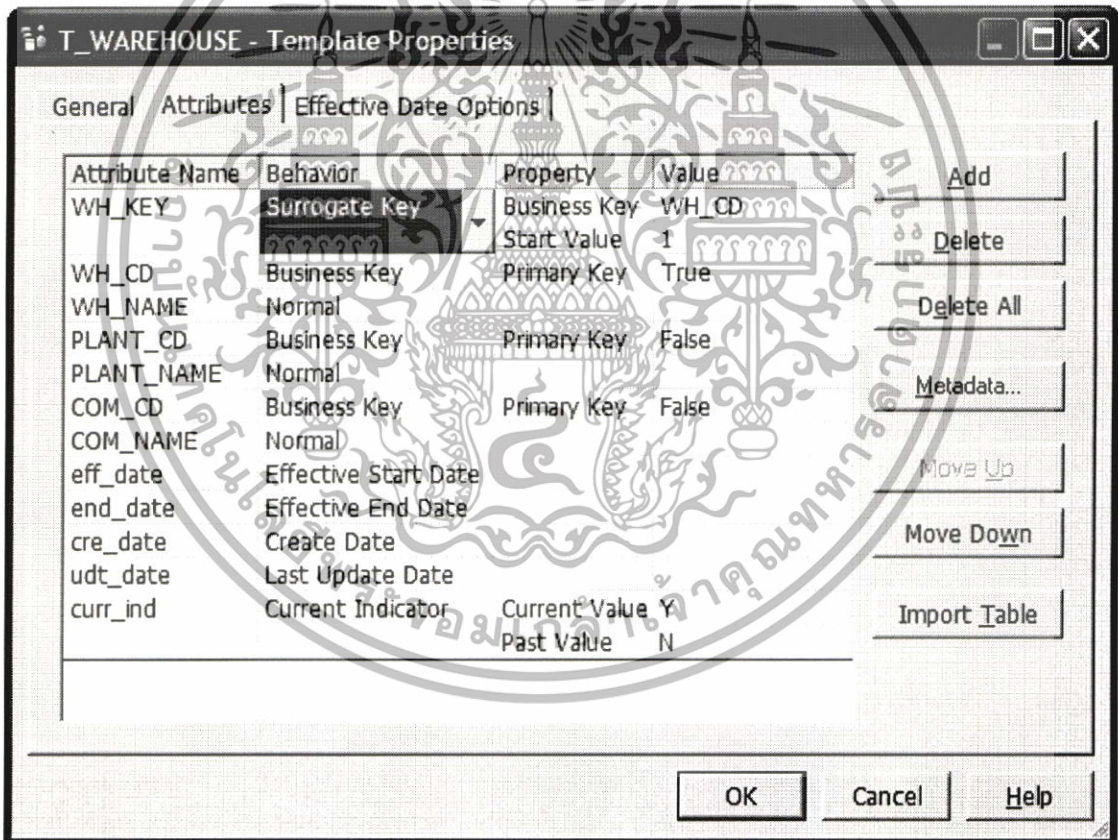 T_WAREHOUSE - Template Properties
General Attributes Effective Date Options
Attribute Name Behavior Property Value
WH_KEY Surrogate Key Business Key WH_CD
Start Value 1
WH_CD Business Key Primary Key True
WH_NAME Normal
PLANT_CD Business Key Primary Key False
PLANT_NAME Normal
COM_CD Business Key Primary Key False
COM_NAME Normal
eff_date Effective Start Date
end_date Effective End Date
cre_date Create Date
udt_date Last Update Date
curr_ind Current Indicator Current Value Y
Past Value N
Add
Delete
Delete All
Metadata...
Move Up
Move Down
Import Table
OK Cancel Help